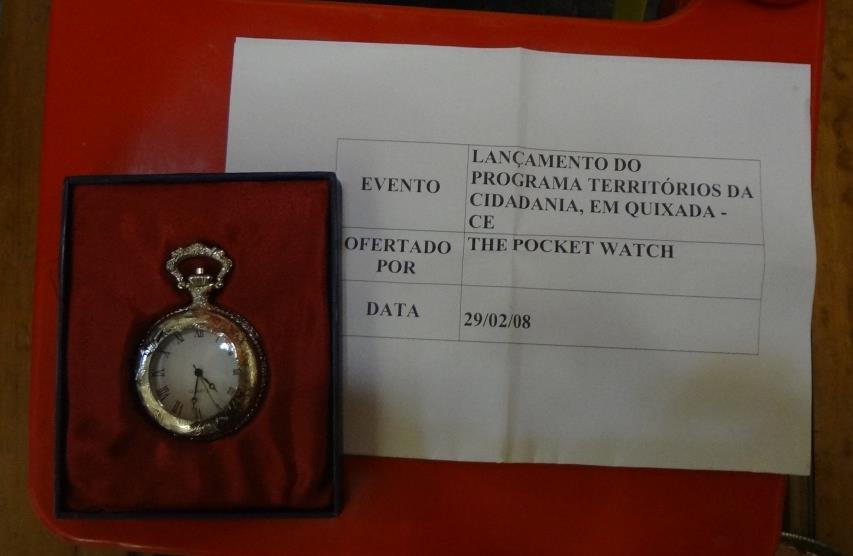 EVENTO
LANÇAMENTO DO
PROGRAMA TERRITÓRIOS DA
CIDADANIA, EM QUIXADA -
CE
OFERTADO
POR
THE POCKET WATCH
DATA
29/02/08